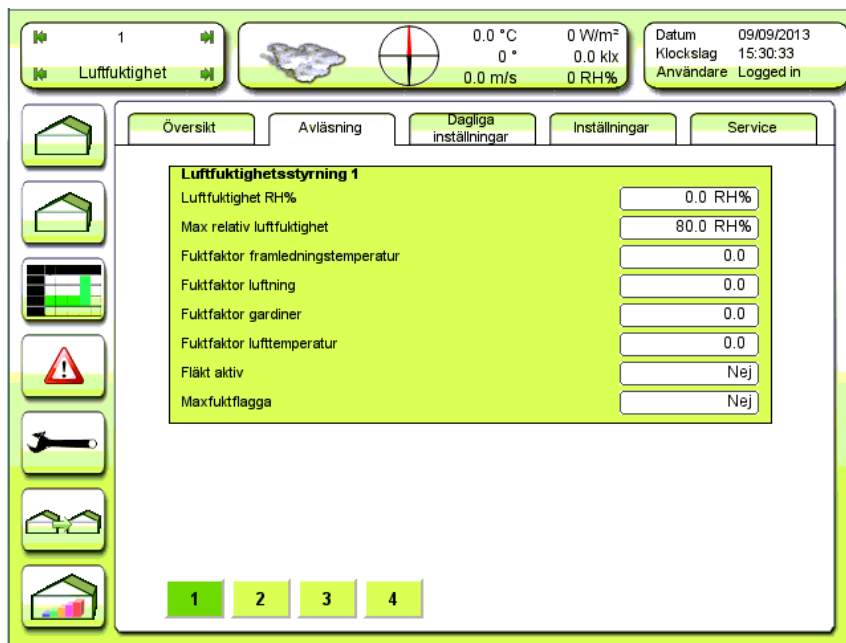 1
Luftfuktighet
0.0 °C
0 °
0.0 m/s
0 W/m²
0.0 klx
0 RH%
Datum 09/09/2013
Klockslag 15:30:33
Användare Logged in
Översikt
Avläsning
Dagliga
inställningar
Inställningar
Service
Luftfuktighetsstyrning 1
Luftfuktighet RH% 0.0 RH%
Max relativ luftfuktighet 80.0 RH%
Fuktfaktor framledningstemperatur 0.0
Fuktfaktor luftning 0.0
Fuktfaktor gardiner 0.0
Fuktfaktor lufttemperatur 0.0
Fläkt aktiv Nej
Maxfuktflagga Nej
1 2 3 4